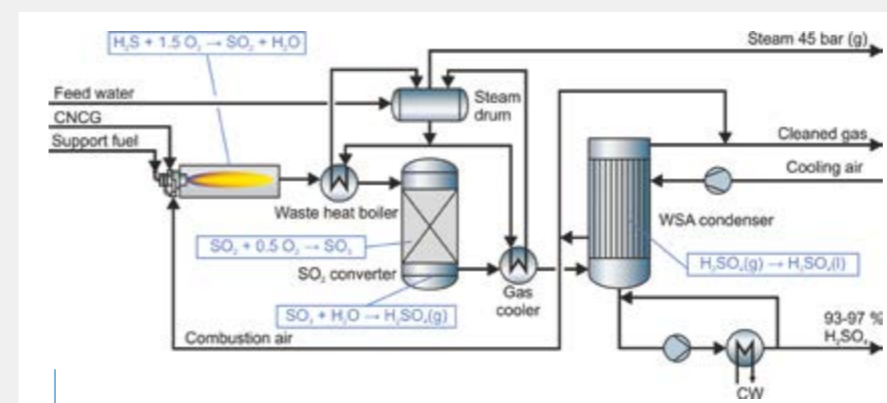 H₂S + 1.5 O₂ → SO₂ + H₂O
Steam 45 bar (g)
Feed water
Steam
drum
CNCG
Support fuel
Cleaned gas
Cooling air
Waste heat boiler
WSA condenser
SO₂ + 0.5 O₂ → SO₃
H₂SO₄(g) → H₂SO₄(l)
SO₂ converter
Gas
cooler
SO₃ + H₂O → H₂SO₄(g)
93-97 %
H₂SO₄
Combustion air
CW